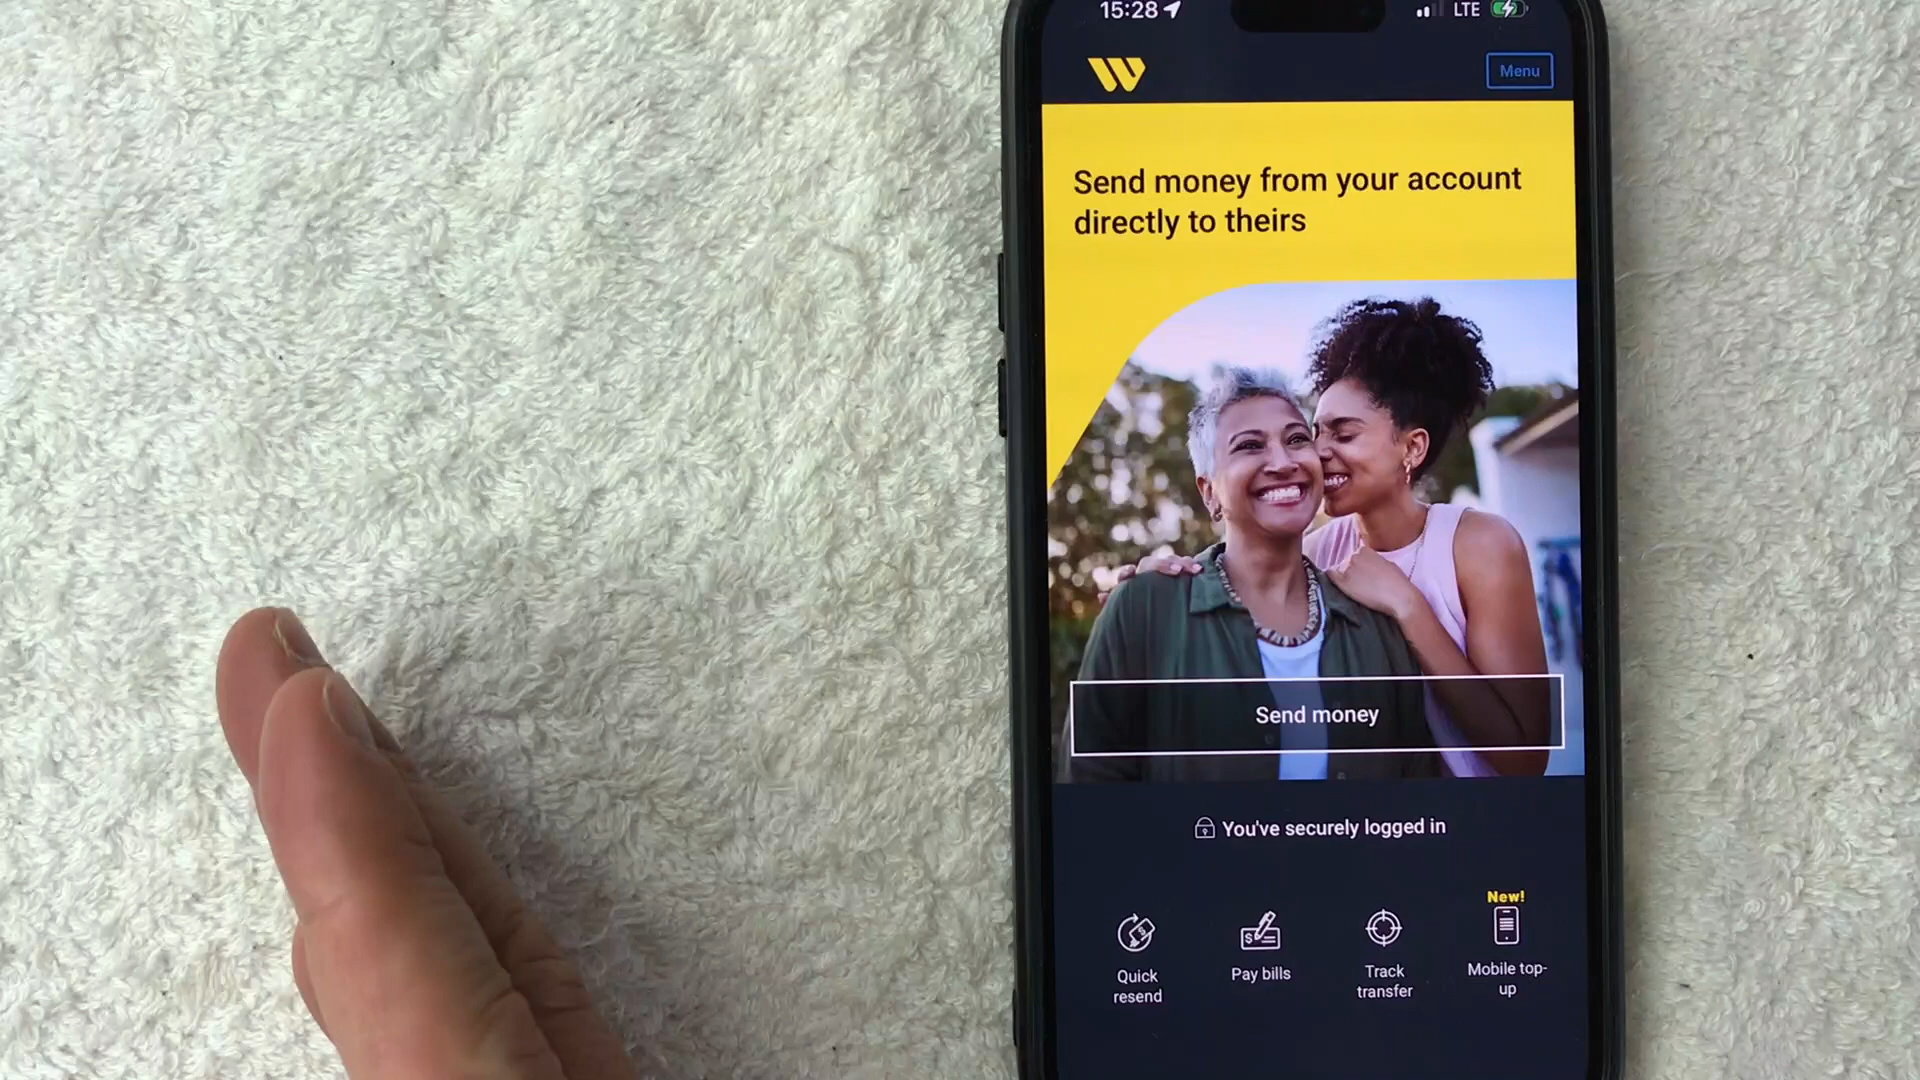 15:28
LTE
Menu
Send money from your account
directly to theirs
Send money
You've securely logged in
New!
Quick
resend
Pay bills
Track
transfer
Mobile top-
up